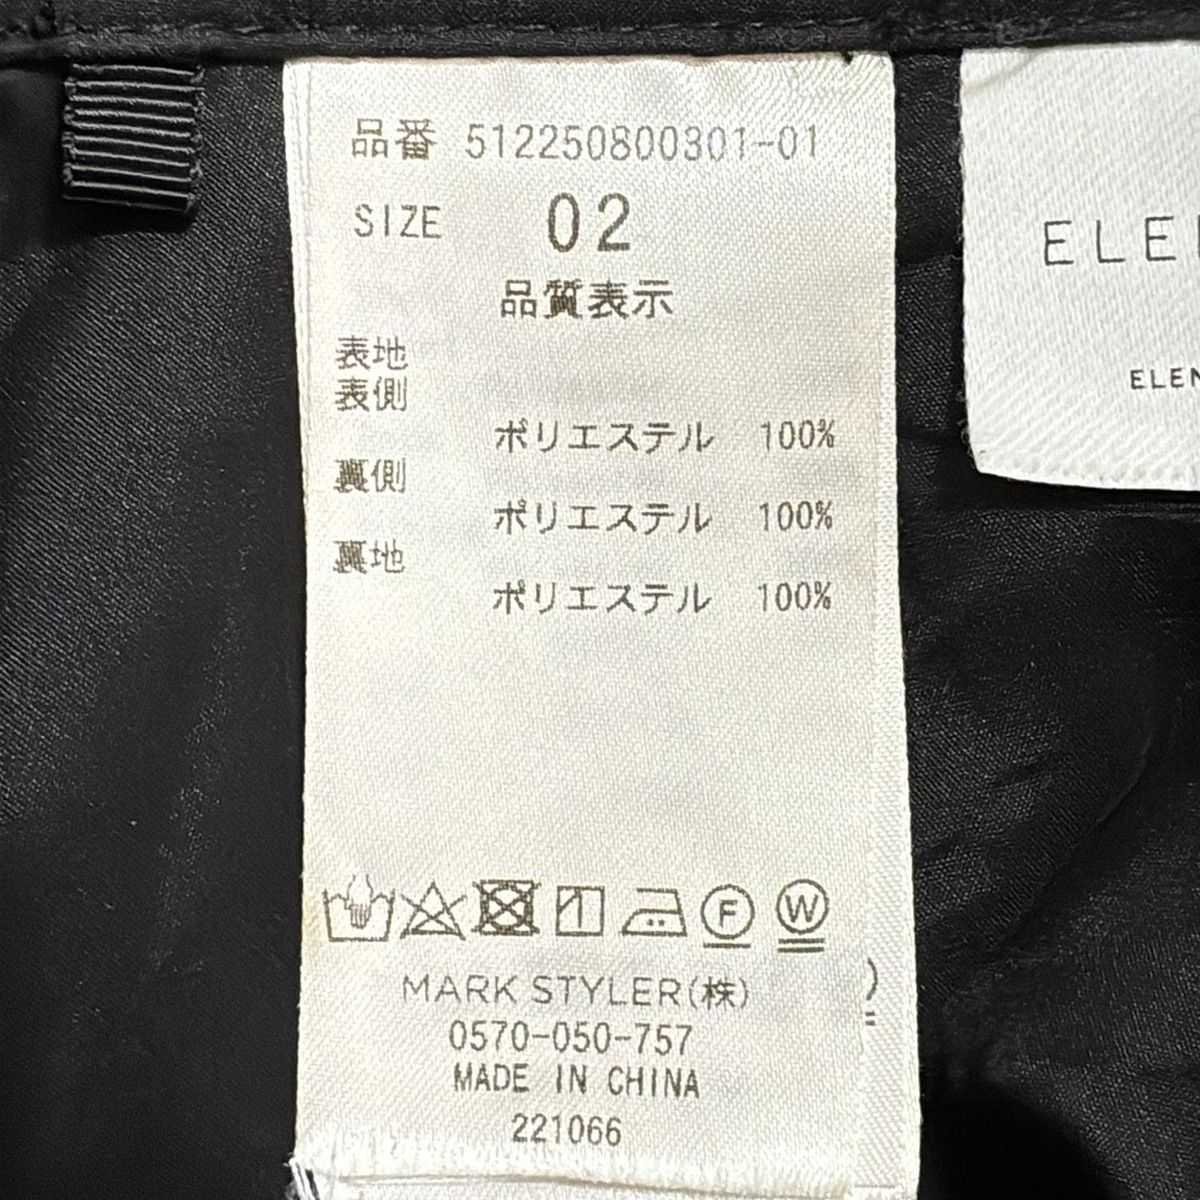 品番 512250800301-01
SIZE 02
品質表示
表地
表側
ポリエステル 100%
裏側
ポリエステル 100%
裏地
ポリエステル 100%
F W
MARK STYLER(株)
0570-050-757
MADE IN CHINA
221066